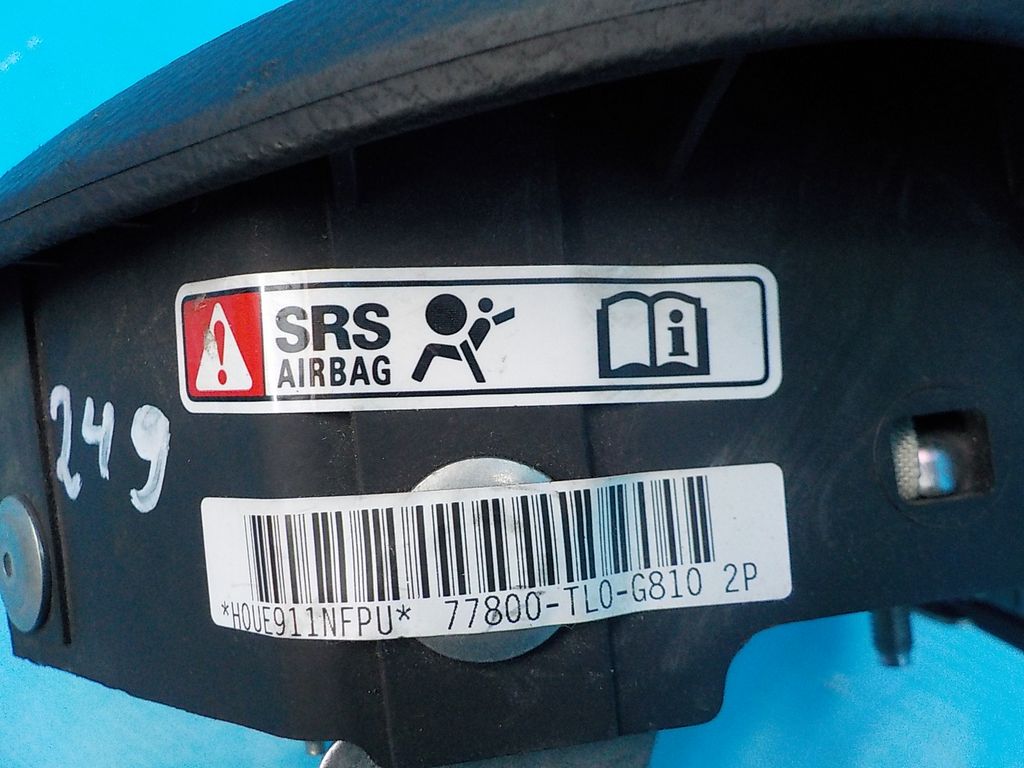 SRS
AIRBAG
249
*H0UE911NFPU* 77800-TL0-G810 2P